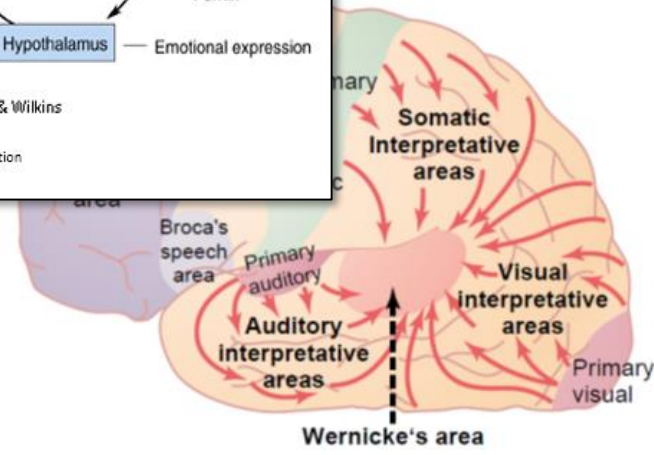 Hypothalamus
Emotional expression
& Wilkins
mary
Somatic
Interpretative
areas
area
Broca's
speech
area
Primary
auditory
Visual
interpretative
areas
Auditory
interpretative
areas
Primary
visual
Wernicke's area